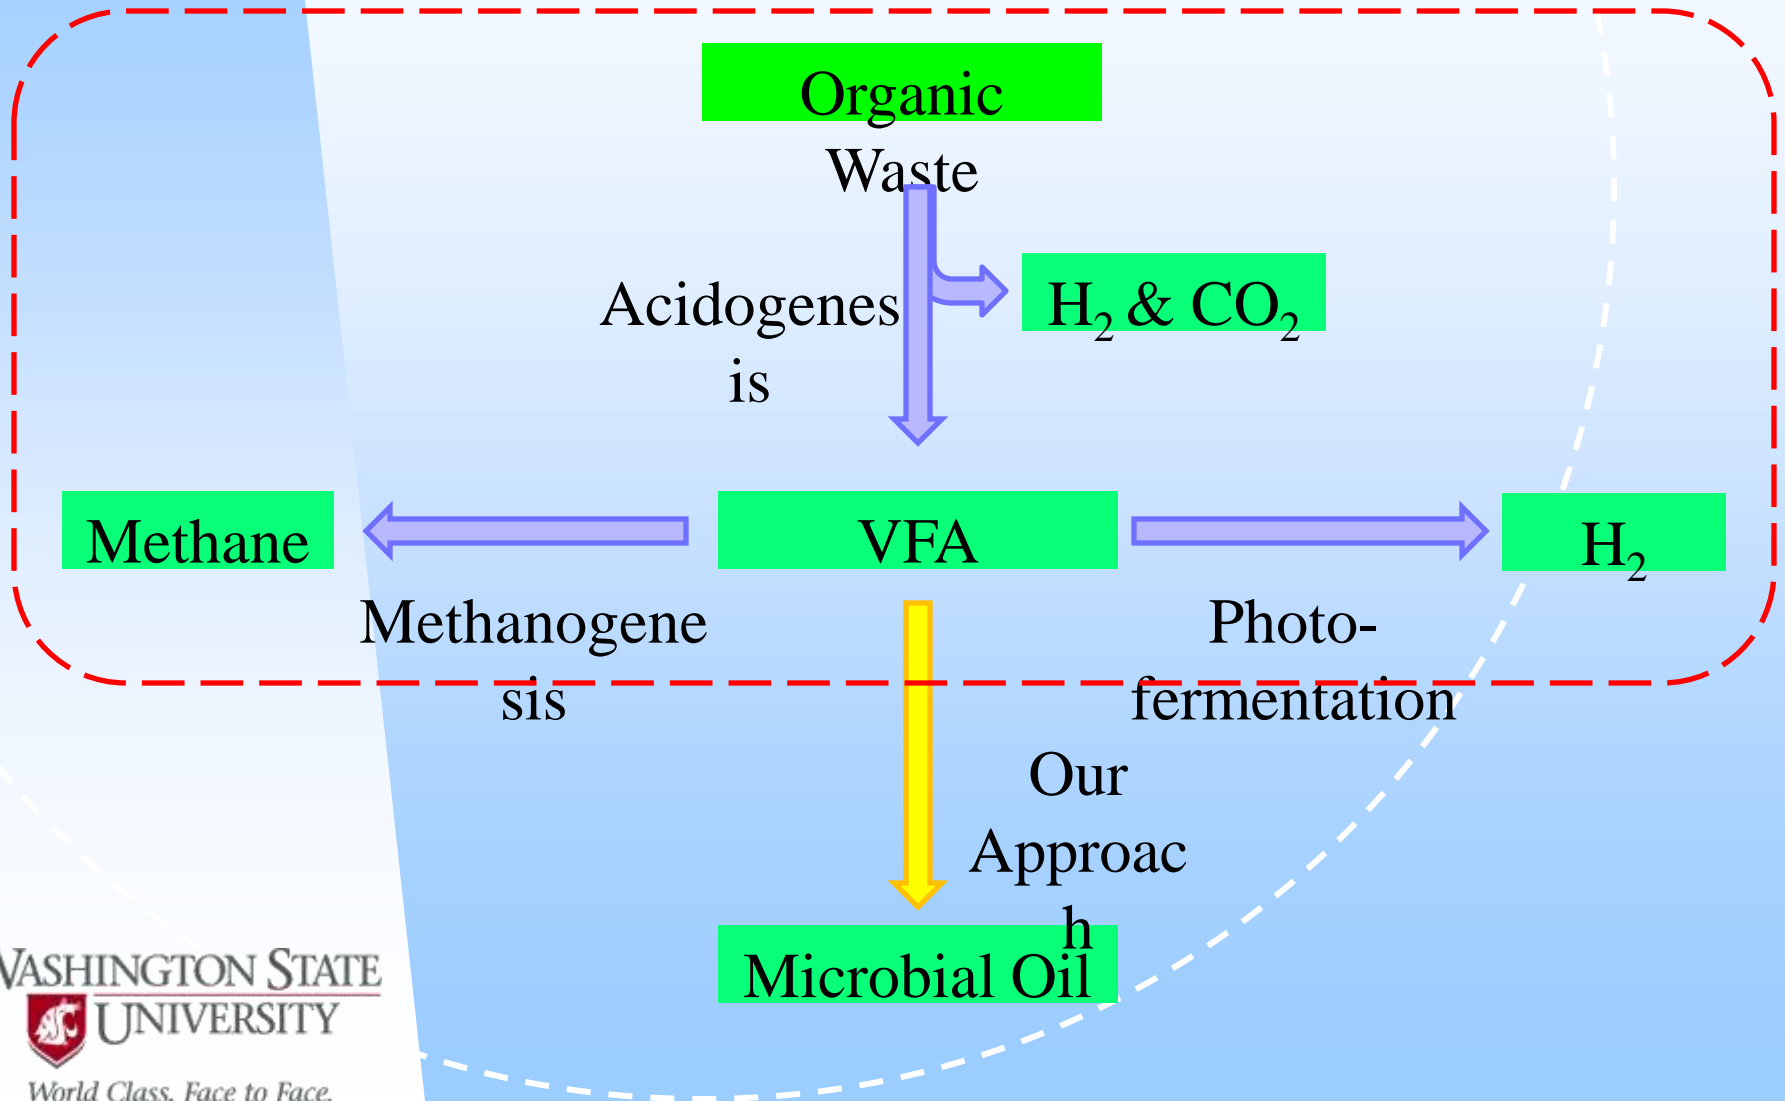 Organic
Waste
Acidogenes
is
H₂ & CO₂
Methane
VFA
H₂
Methanogene
sis
Photo-
fermentation
Our
Approac
h
Microbial Oil
WASHINGTON STATE
UNIVERSITY
World Class. Face to Face.